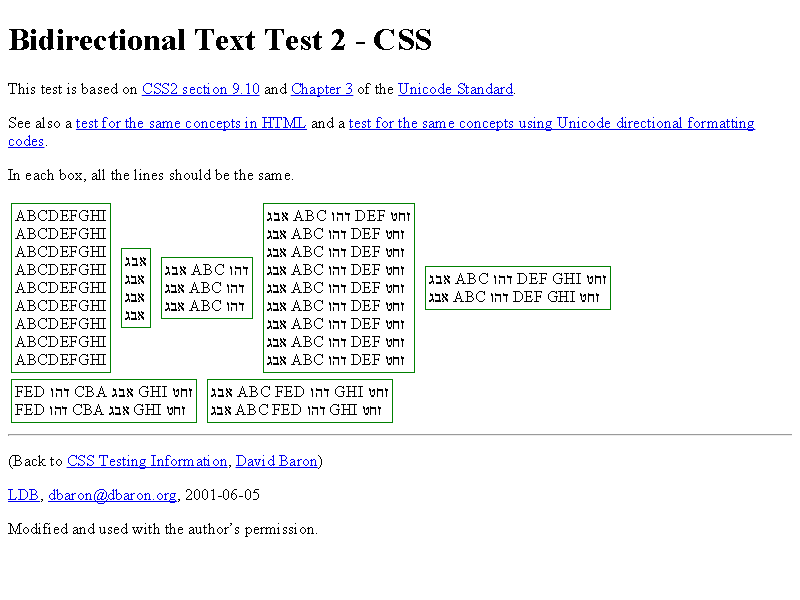 Bidirectional Text Test 2 - CSS
This test is based on CSS2 section 9.10 and Chapter 3 of the Unicode Standard.
See also a test for the same concepts in HTML and a test for the same concepts using Unicode directional formatting
codes.
In each box, all the lines should be the same.
ABCDEFGHI
ABCDEFGHI
ABCDEFGHI
ABCDEFGHI
ABCDEFGHI
ABCDEFGHI
ABCDEFGHI
ABCDEFGHI
ABCDEFGHI
אבג
אבג
אבג
אבג
אבג ABC דהו
אבג ABC דהו
אבג ABC דהו
אבג ABC דהו DEF זחט
אבג ABC דהו DEF זחט
אבג ABC דהו DEF זחט
אבג ABC דהו DEF זחט
אבג ABC דהו DEF זחט
אבג ABC דהו DEF זחט
אבג ABC דהו DEF זחט
אבג ABC דהו DEF זחט
אבג ABC דהו DEF זחט
אבג ABC דהו DEF GHI זחט
אבג ABC דהו DEF GHI זחט
FED דהו CBA אבג GHI זחט
FED דהו CBA אבג GHI זחט
אבג ABC FED דהו GHI זחט
אבג ABC FED דהו GHI זחט
(Back to CSS Testing Information, David Baron)
LDB, dbaron@dbaron.org, 2001-06-05
Modified and used with the author's permission.